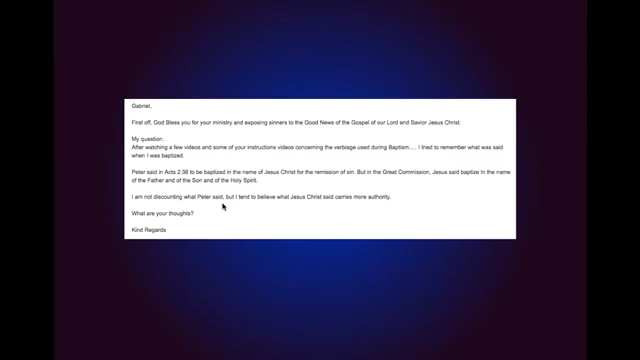 Gabriel,
First off, God Bless you for your ministry and exposing sinners to the Good News of the Gospel of our Lord and Savior Jesus Christ.
My question:
After watching a few videos and some of your Instructions videos concerning the verbiage used during Baptism..... I tried to remember what was said
when I was baptized.
Peter said in Acts 2:38 to be baptized in the name of Jesus Christ for the remission of sin. But in the Great Commission, Jesus said baptize in the name
of the Father and of the Son and of the Holy Spirit.
I am not discounting what Peter said, but I tend to believe what Jesus Christ said carries more authority.
What are your thoughts?
Kind Regards